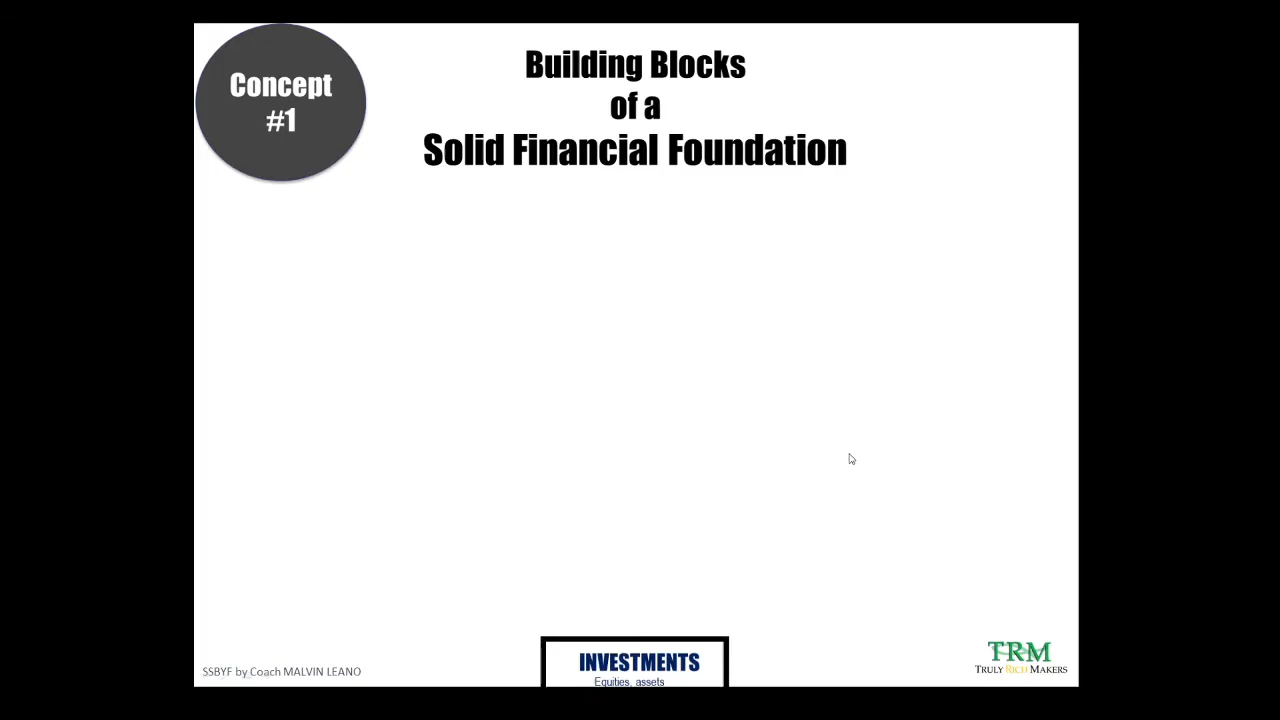 Concept
#1
Building Blocks
of a
Solid Financial Foundation
INVESTMENTS
Equities, assets
SSBYF by Coach MALVIN LEANO
TRM
TRULY RICH MAKERS